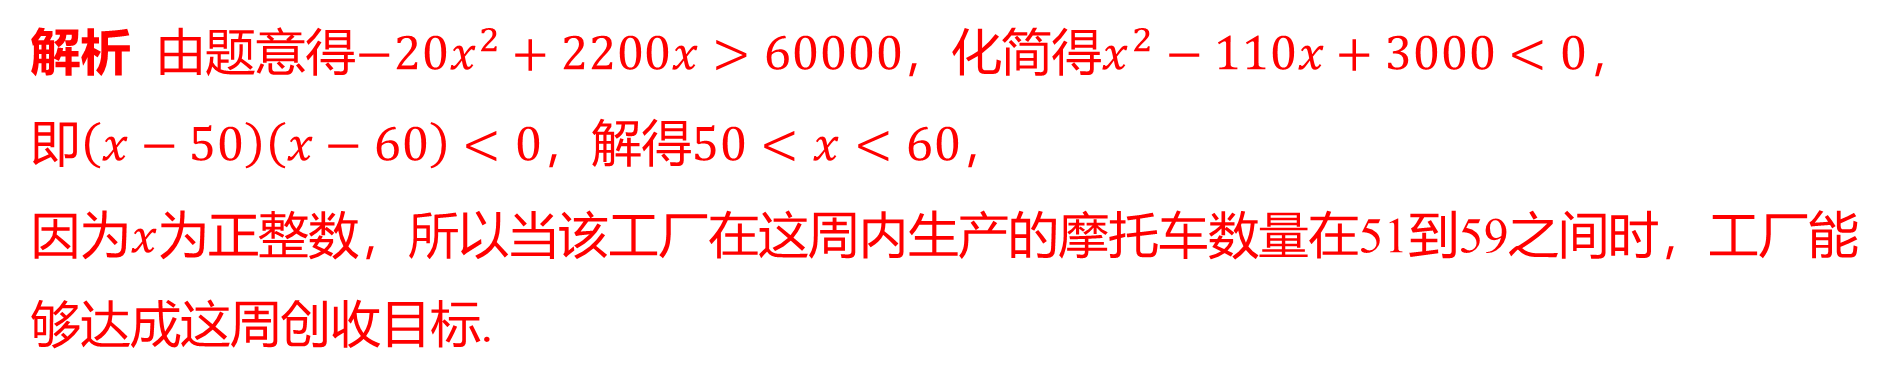 解析 由题意得−20x² + 2200x > 60000，化简得x² − 110x + 3000 < 0，
即(x − 50)(x − 60) < 0，解得50 < x < 60，
因为x为正整数，所以当该工厂在这周内生产的摩托车数量在51到59之间时，工厂能
够达成这周创收目标.